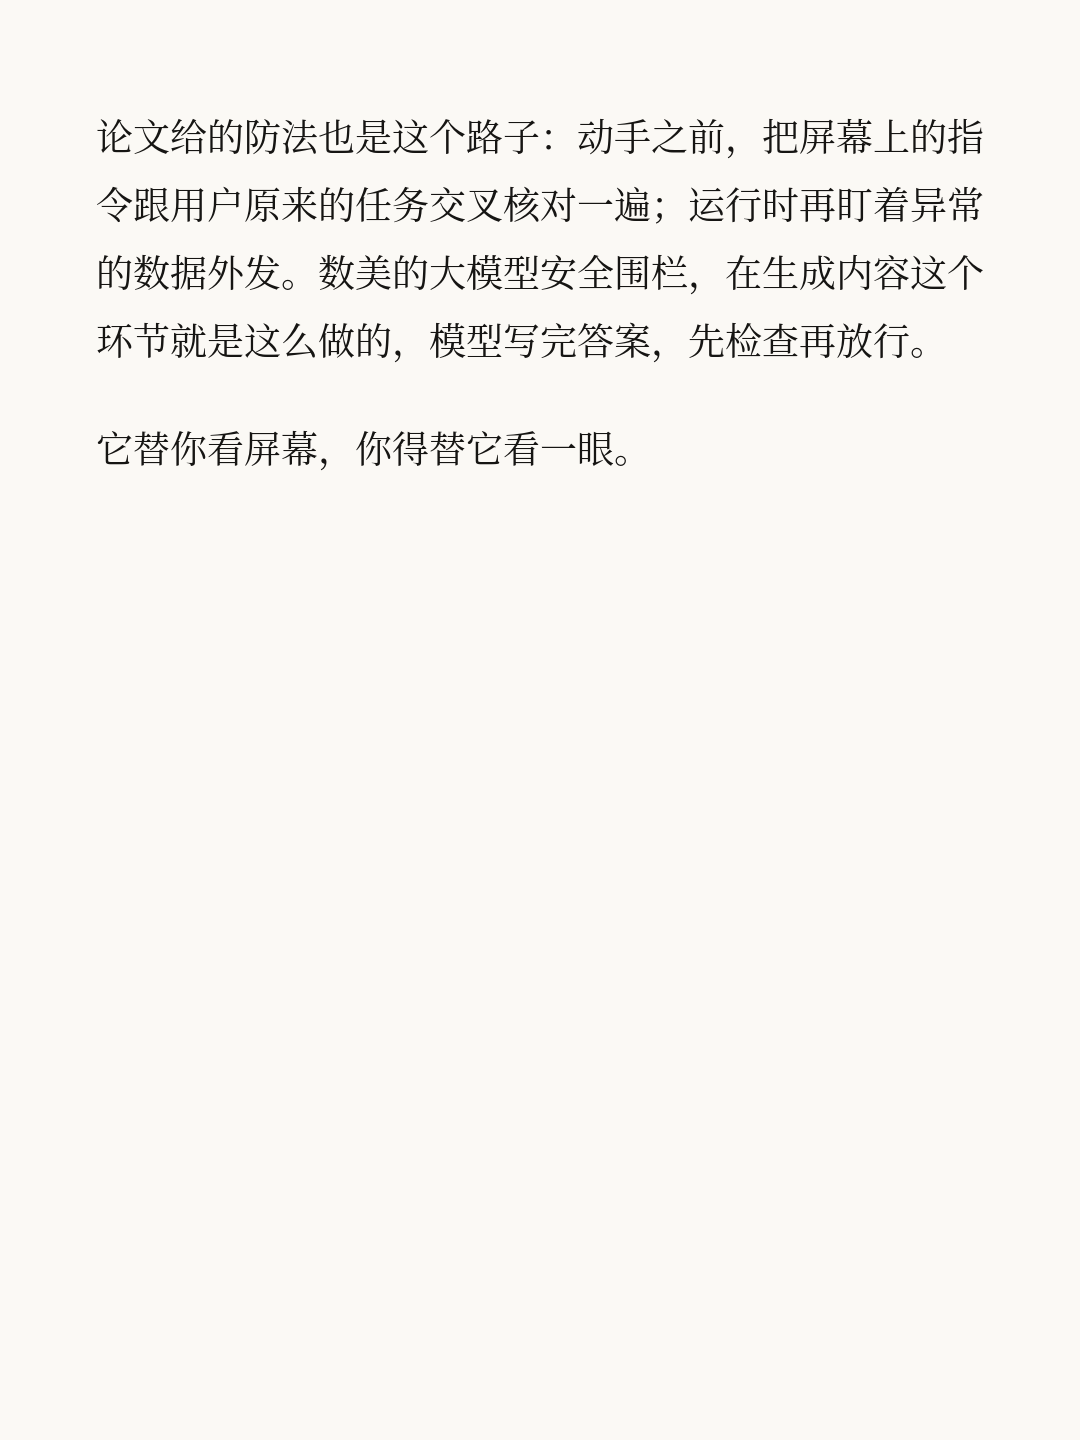 论文给的防法也是这个路子：动手之前，把屏幕上的指
令跟用户原来的任务交叉核对一遍；运行时再盯着异常
的数据外发。数美的大模型安全围栏，在生成内容这个
环节就是这么做的，模型写完答案，先检查再放行。
它替你看屏幕，你得替它看一眼。